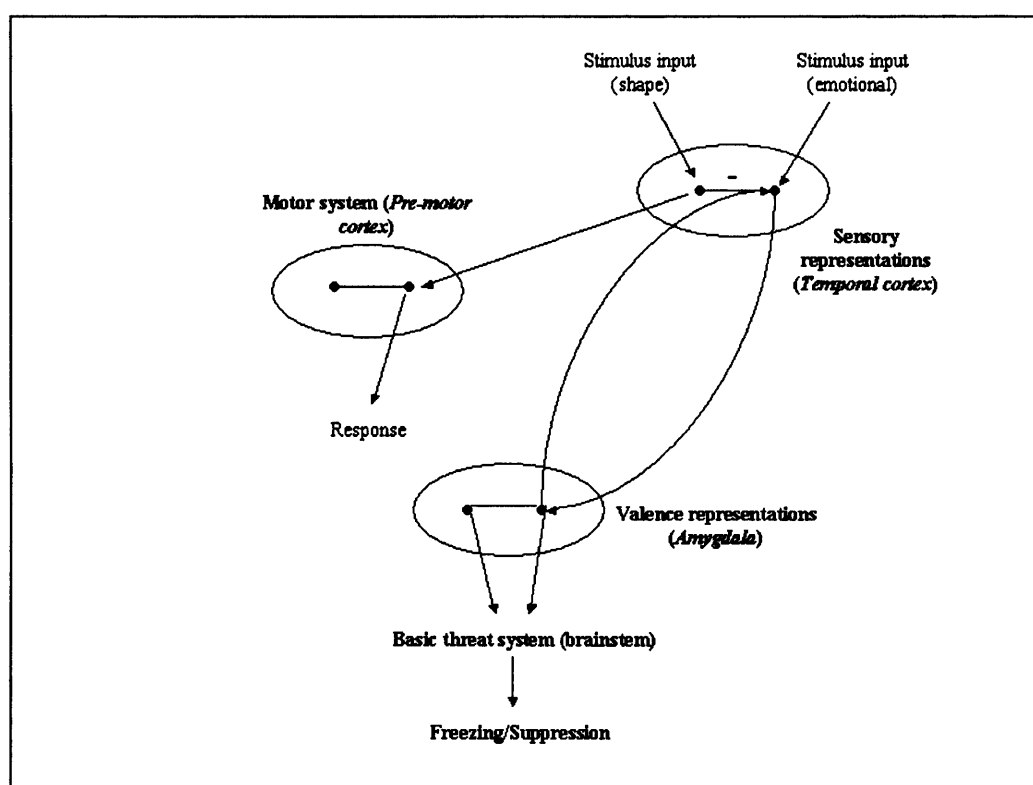 Stimulus input
(shape)
Stimulus input
(emotional)
-
Motor system (Pre-motor
cortex)
Sensory
representations
(Temporal cortex)
Response
Valence representations
(Amygdala)
Basic threat system (brainstem)
Freezing/Suppression